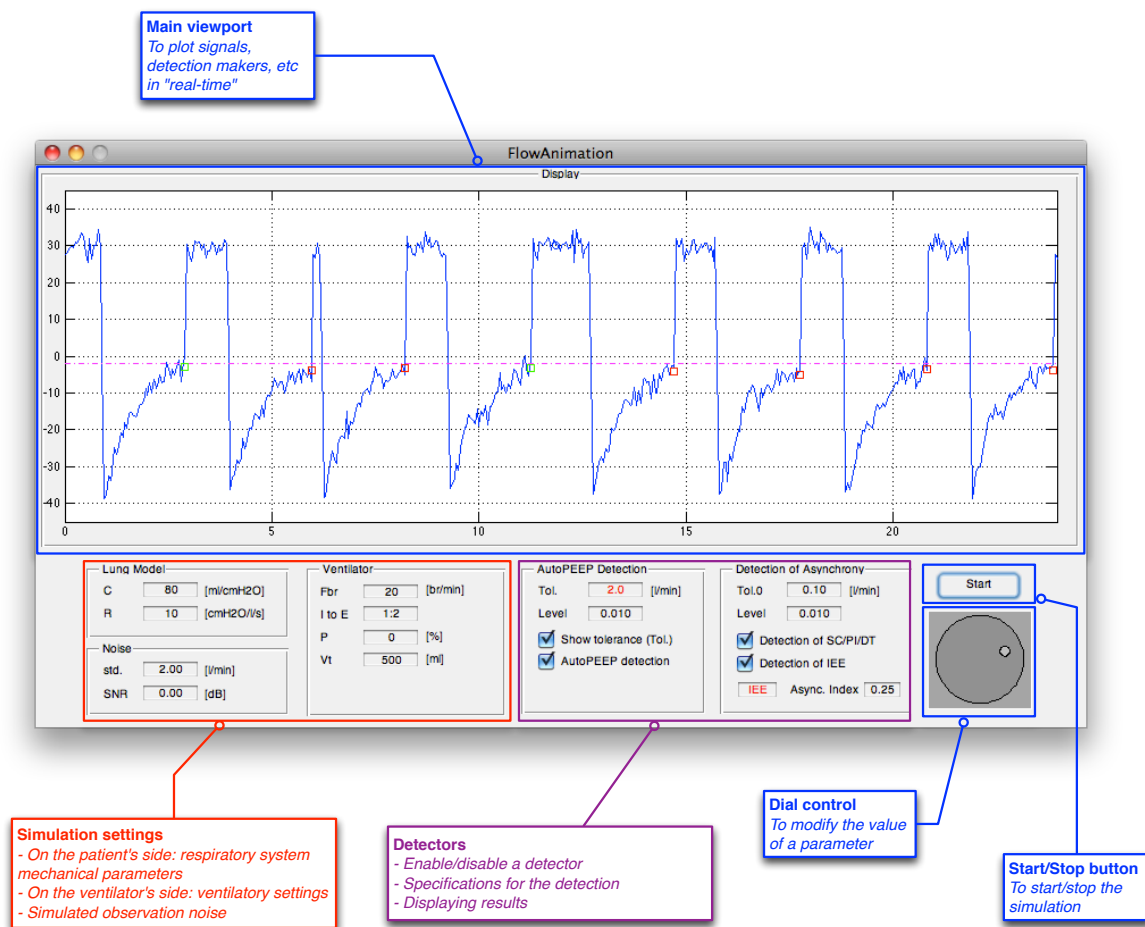 Main viewport
To plot signals,
detection makers, etc
in "real-time"
FlowAnimation
Display
40
30
20
10
0
-10
-20
-30
-40
0
5
10
15
20
Lung Model
C 80 [ml/cmH2O]
R 10 [cmH2O/l/s]
Noise
std. 2.00 [l/min]
SNR 0.00 [dB]
Ventilator
Fbr 20 [br/min]
I to E 1:2
P 0 [%]
Vt 500 [ml]
AutoPEEP Detection
Tol. 2.0 [l/min]
Level 0.010
Show tolerance (Tol.)
AutoPEEP detection
Detection of Asynchrony
Tol.0 0.10 [l/min]
Level 0.010
Detection of SC/PI/DT
Detection of IEE
IEE Async. Index 0.25
Start
Simulation settings
- On the patient's side: respiratory system
mechanical parameters
- On the ventilator's side: ventilatory settings
- Simulated observation noise
Detectors
- Enable/disable a detector
- Specifications for the detection
- Displaying results
Dial control
To modify the value
of a parameter
Start/Stop button
To start/stop the
simulation